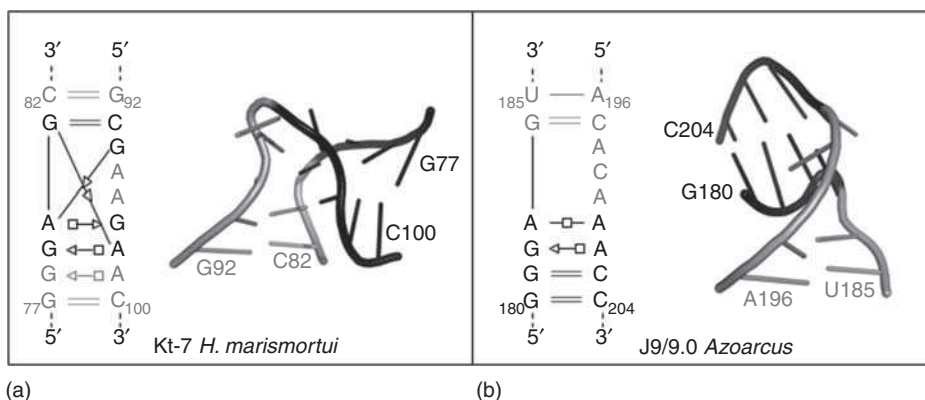 3′ 5′
82C G92
G C
G
A
A
A G
G A
G A
77G C100
5′ 3′
G77
C100
G92 C82
Kt-7 H. marismortui
3′ 5′
185U A196
G C
A
C
A
A A
G A
G C
180G C204
5′ 3′
C204
G180
A196 U185
J9/9.0 Azoarcus
(a) (b)